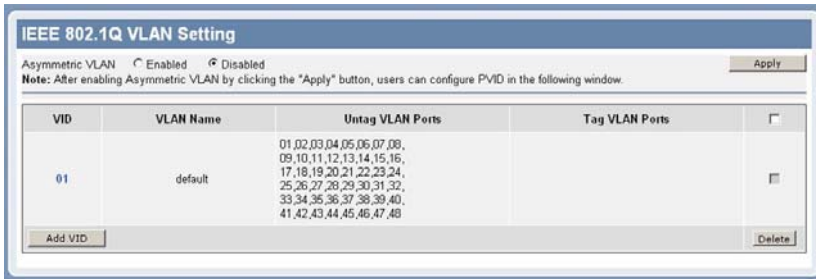 IEEE 802.1Q VLAN Setting
Asymmetric VLAN Enabled Disabled Apply
Note: After enabling Asymmetric VLAN by clicking the "Apply" button, users can configure PVID in the following window.
VID VLAN Name Untag VLAN Ports Tag VLAN Ports
01,02,03,04,05,06,07,08,
09,10,11,12,13,14,15,16,
17,18,19,20,21,22,23,24,
01 default 25,26,27,28,29,30,31,32,
33,34,35,36,37,38,39,40,
41,42,43,44,45,46,47,48
Add VID Delete